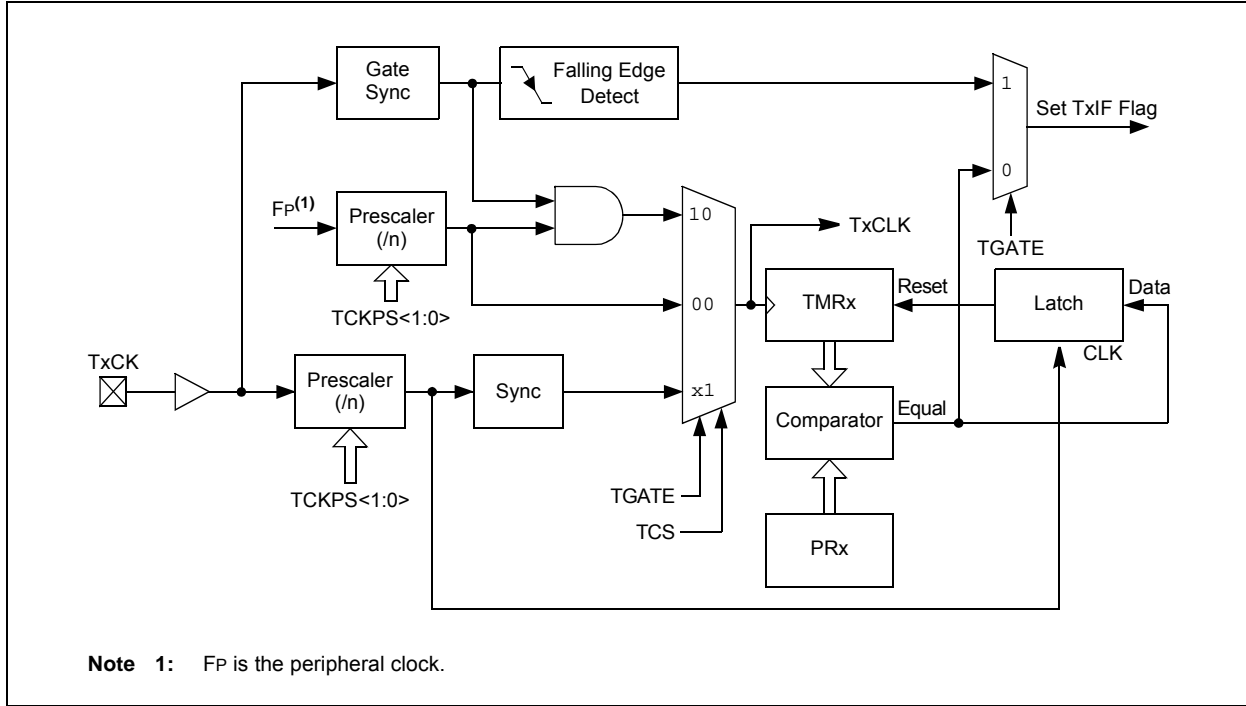 Gate
Sync
Falling Edge
Detect
1
Set TxIF Flag
0
FP(1)
Prescaler
(/n)
10
TxCLK
TGATE
TCKPS<1:0>
00
TMRx
Reset
Latch
Data
CLK
TxCK
Prescaler
(/n)
Sync
x1
Comparator
Equal
TCKPS<1:0>
TGATE
TCS
PRx
Note 1: FP is the peripheral clock.